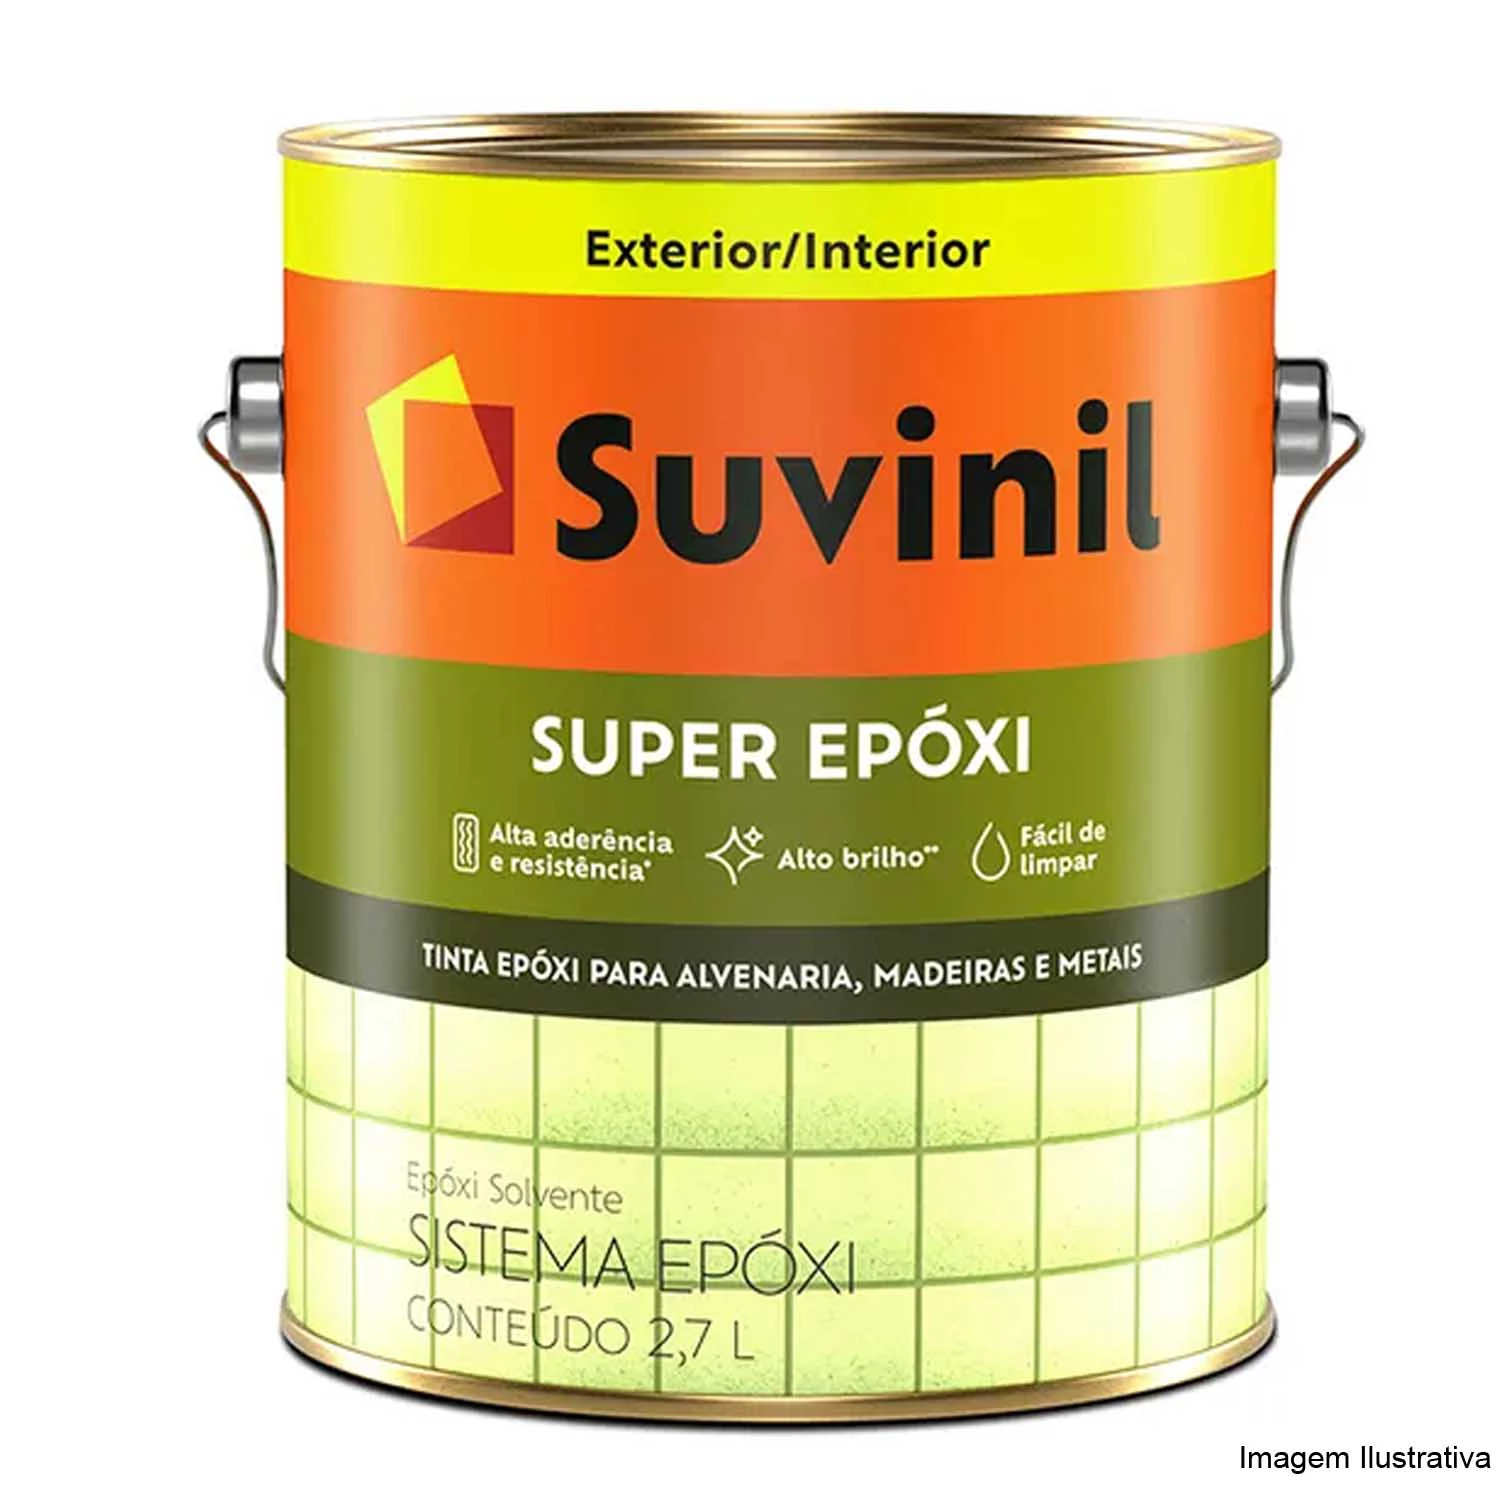 Exterior/Interior
Suvinil
SUPER EPÓXI
Alta aderência
e resistência*
Alto brilho**
Fácil de
limpar
TINTA EPÓXI PARA ALVENARIA, MADEIRAS E METAIS
Epóxi Solvente
SISTEMA EPÓXI
CONTEÚDO 2,7 L
Imagem Ilustrativa